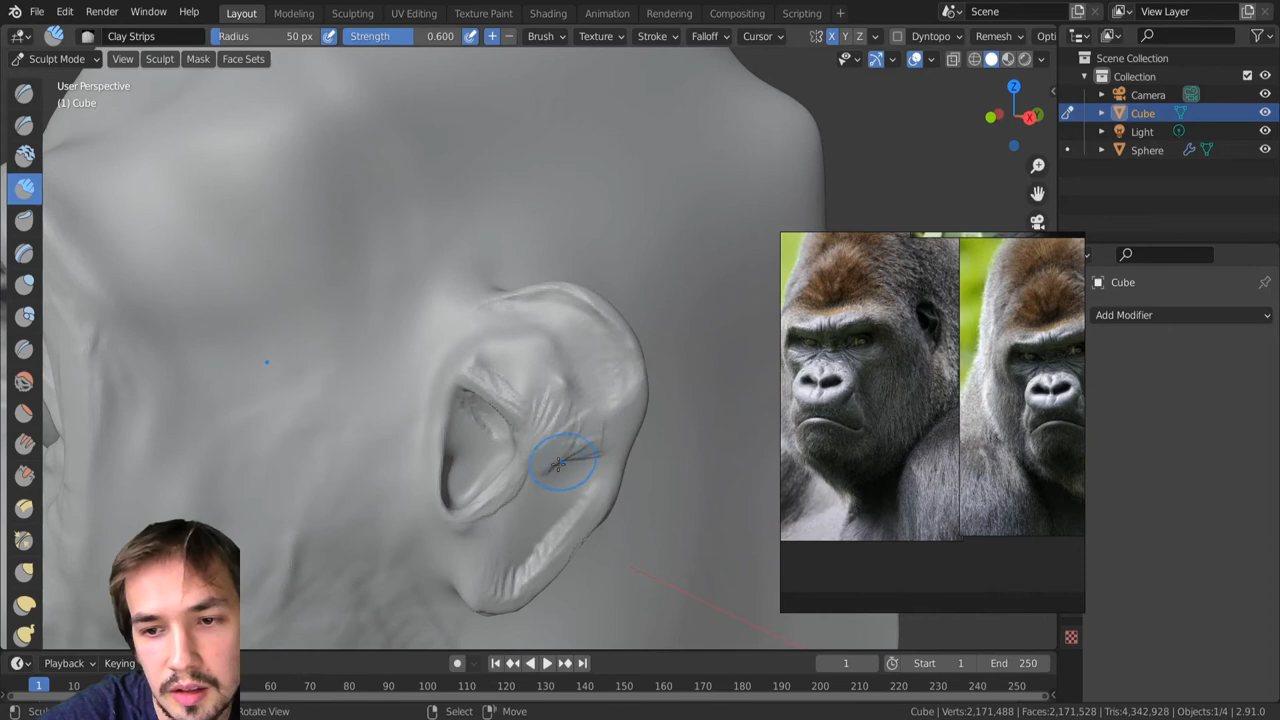 File Edit Render Window Help Layout Modeling Sculpting UV Editing Texture Paint Shading Animation Rendering Compositing Scripting + Scene View Layer
Clay Strips Radius 50 px Strength 0.600 Brush Texture Stroke Falloff Cursor X Y Z Dyntopo Remesh Opti
Sculpt Mode View Sculpt Mask Face Sets
User Perspective
(1) Cube
Z
X
Y
Scene Collection
Collection
Camera
Cube
Light
Sphere
Cube
Add Modifier
Playback Keying 1 Start 1 End 250
1 10 60 70 80 90 100 110 120 130 140 150 160 170 180 190 200 210 220 230 240 250
Scu Rotate View Select Move Cube | Verts:2,171,488 | Faces:2,171,528 | Tris:4,342,928 | Objects:1/4 | 2.91.0